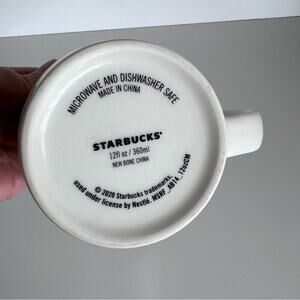 MICROWAVE AND DISHWASHER SAFE
MADE IN CHINA
STARBUCKS®
12fl oz / 360ml
NEW BONE CHINA
© 2020 Starbucks trademarks,
used under license by Nestlé. MSRF_AB14_12ozCM